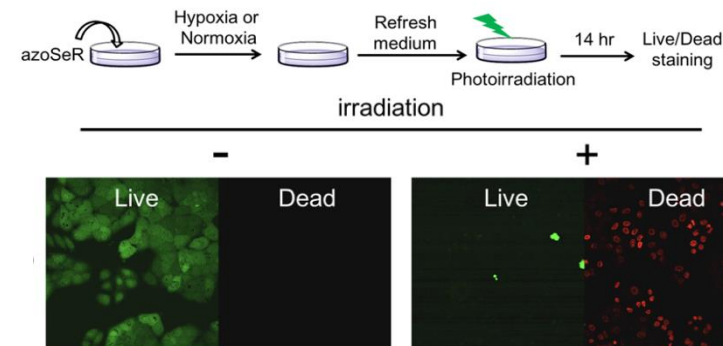 azoSeR
Hypoxia or
Normoxia
Refresh
medium
Photoirradiation
14 hr
Live/Dead
staining
irradiation
-
+
Live
Dead
Live
Dead